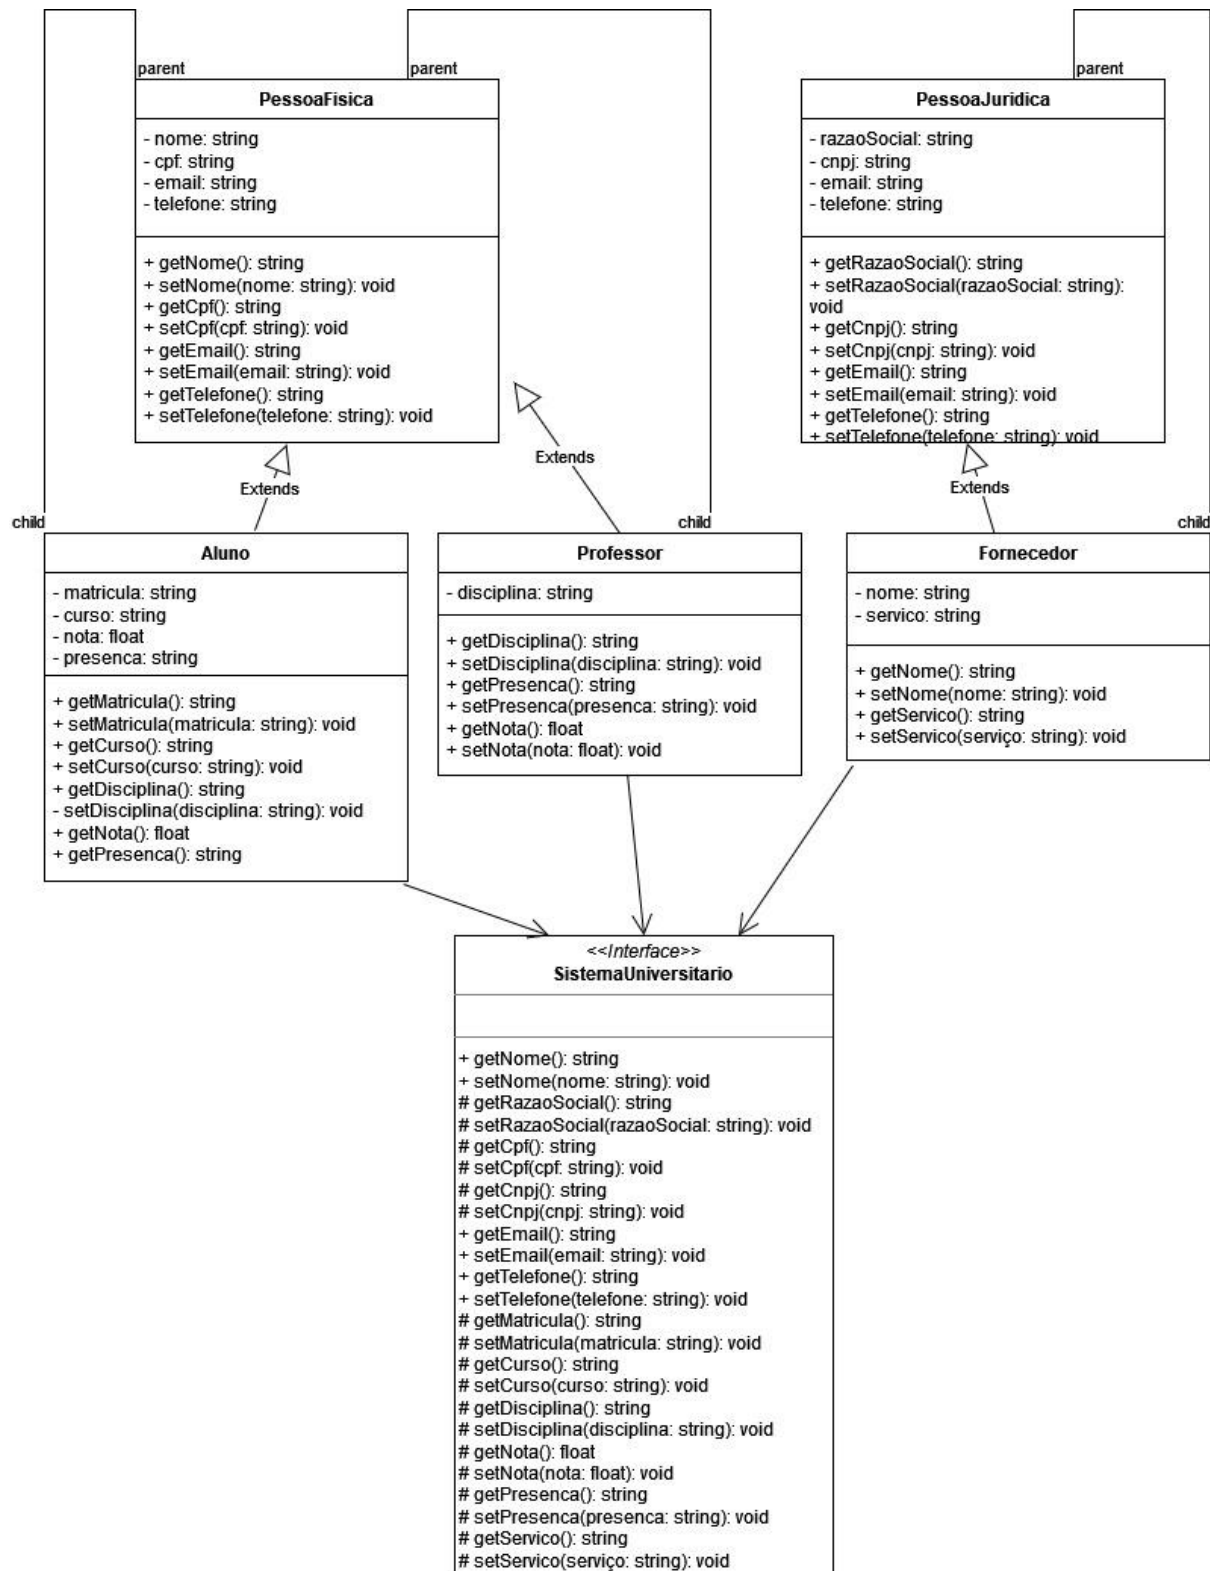 parent
parent
parent
PessoaFisica
- nome: string
- cpf: string
- email: string
- telefone: string
+ getNome(): string
+ setNome(nome: string): void
+ getCpf(): string
+ setCpf(cpf: string): void
+ getEmail(): string
+ setEmail(email: string): void
+ getTelefone(): string
+ setTelefone(telefone: string): void
PessoaJuridica
- razaoSocial: string
- cnpj: string
- email: string
- telefone: string
+ getRazaoSocial(): string
+ setRazaoSocial(razaoSocial: string):
void
+ getCnpj(): string
+ setCnpj(cnpj: string): void
+ getEmail(): string
+ setEmail(email: string): void
+ getTelefone(): string
+ setTelefone(telefone: string): void
Extends
Extends
Extends
child
child
child
Aluno
- matricula: string
- curso: string
- nota: float
- presenca: string
+ getMatricula(): string
+ setMatricula(matricula: string): void
+ getCurso(): string
+ setCurso(curso: string): void
+ getDisciplina(): string
- setDisciplina(disciplina: string): void
+ getNota(): float
+ getPresenca(): string
Professor
- disciplina: string
+ getDisciplina(): string
+ setDisciplina(disciplina: string): void
+ getPresenca(): string
+ setPresenca(presenca: string): void
+ getNota(): float
+ setNota(nota: float): void
Fornecedor
- nome: string
- servico: string
+ getNome(): string
+ setNome(nome: string): void
+ getServico(): string
+ setServico(serviço: string): void
<<Interface>>
SistemaUniversitario
+ getNome(): string
+ setNome(nome: string): void
# getRazaoSocial(): string
# setRazaoSocial(razaoSocial: string): void
# getCpf(): string
# setCpf(cpf: string): void
# getCnpj(): string
# setCnpj(cnpj: string): void
+ getEmail(): string
+ setEmail(email: string): void
+ getTelefone(): string
+ setTelefone(telefone: string): void
# getMatricula(): string
# setMatricula(matricula: string): void
# getCurso(): string
# setCurso(curso: string): void
# getDisciplina(): string
# setDisciplina(disciplina: string): void
# getNota(): float
# setNota(nota: float): void
# getPresenca(): string
# setPresenca(presenca: string): void
# getServico(): string
# setServico(serviço: string): void